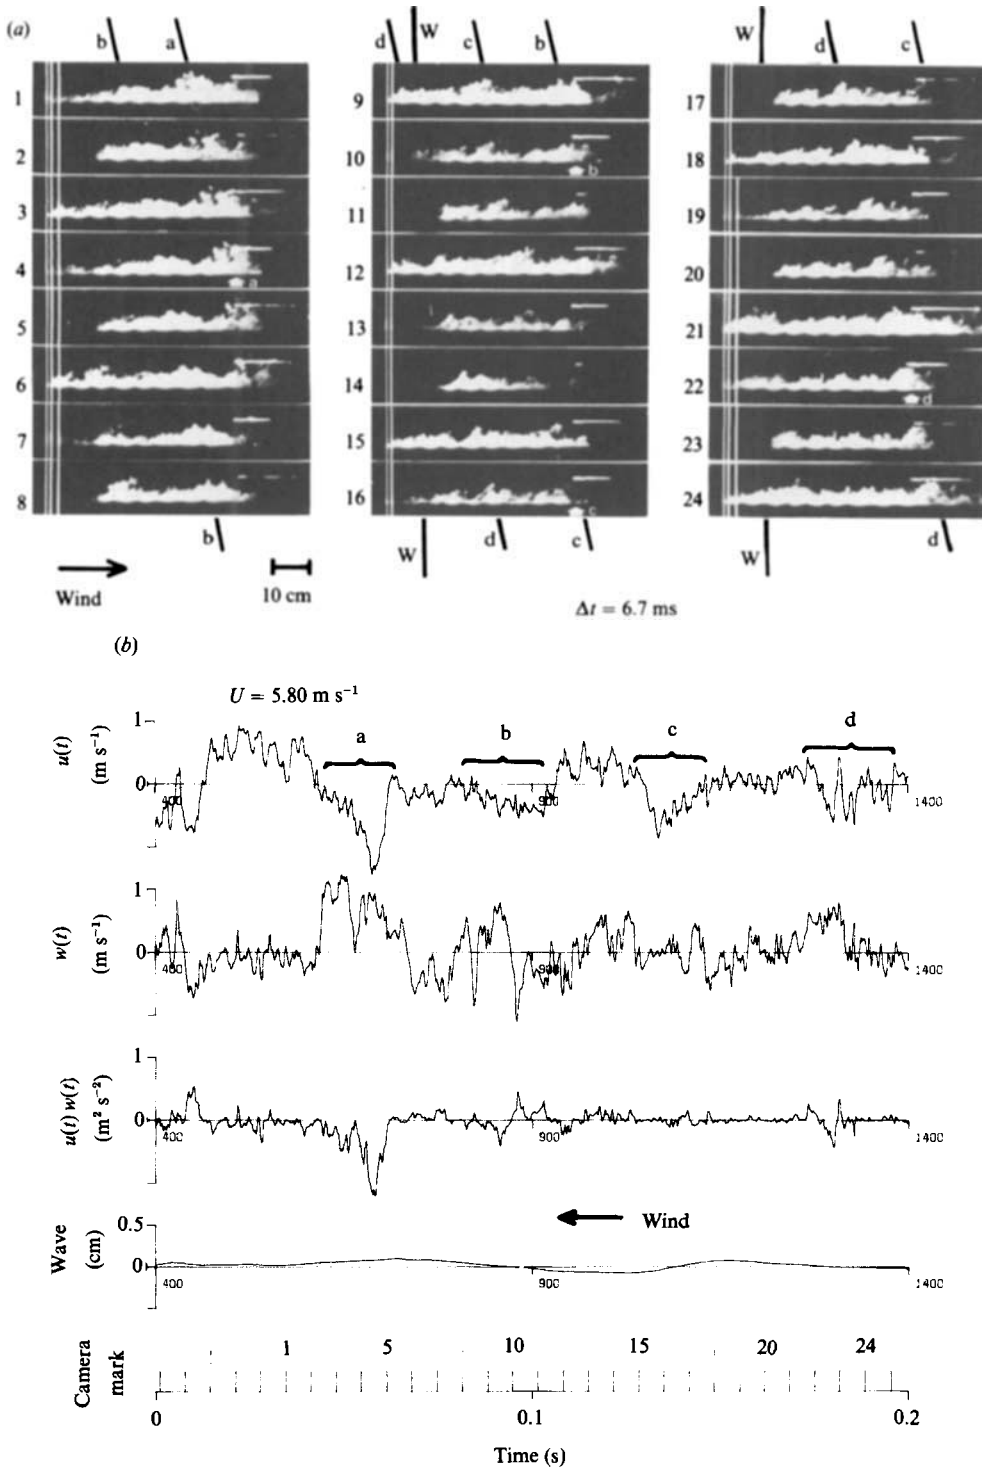 (a)
b a
d W c b
W d c
1
2
3
4
a
5
6
7
8
9
10
b
11
12
13
14
15
16
c
17
18
19
20
21
22
d
23
24
b
W d c
W d
Wind
10 cm
Δt = 6.7 ms
(b)
U = 5.80 m s⁻¹
a b c d
u(t)
(m s⁻¹)
1
0
400 900 1400
w(t)
(m s⁻¹)
1
0
400 900 1400
u(t) w(t)
(m² s⁻²)
1
0
400 900 1400
Wave
(cm)
0.5
0
Wind
400 900 1400
Camera
mark
1 5 10 15 20 24
0 0.1 0.2
Time (s)